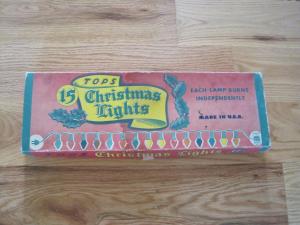 TOPS
15 Christmas
Lights
EACH LAMP BURNS
INDEPENDENTLY
MADE IN U.S.A.
Christmas Lights